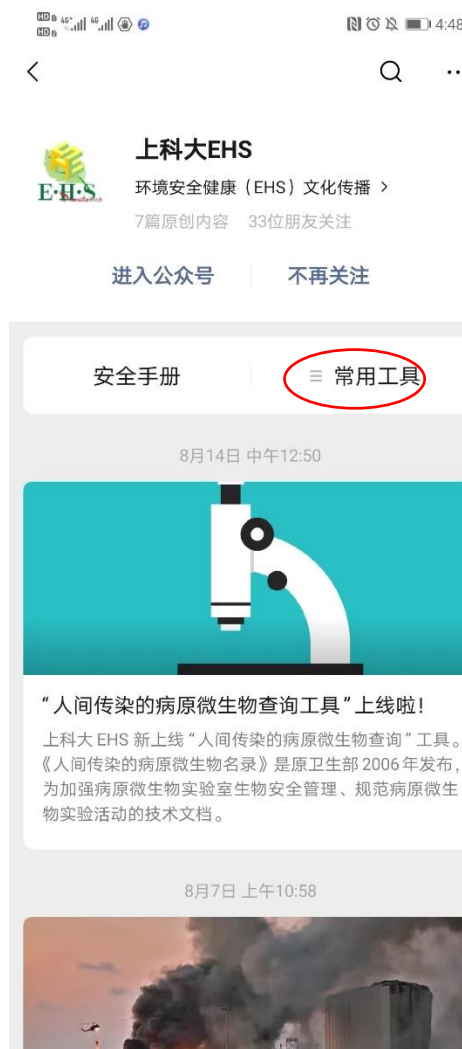 4:48
上科大EHS
E·H·S
环境安全健康（EHS）文化传播 >
7篇原创内容 33位朋友关注
进入公众号 不再关注
安全手册 ≡ 常用工具
8月14日 中午12:50
“人间传染的病原微生物查询工具”上线啦!
上科大 EHS 新上线“人间传染的病原微生物查询”工具。
《人间传染的病原微生物名录》是原卫生部 2006 年发布，
为加强病原微生物实验室生物安全管理、规范病原微生
物实验活动的技术文档。
8月7日 上午10:58